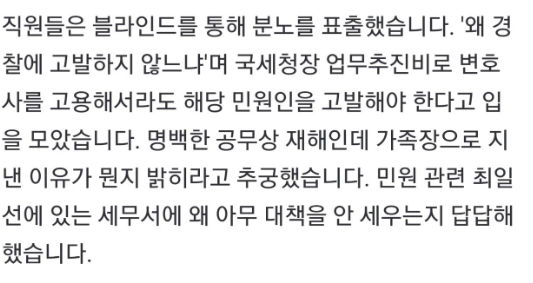 직원들은 블라인드를 통해 분노를 표출했습니다. '왜 경
찰에 고발하지 않느냐'며 국세청장 업무추진비로 변호
사를 고용해서라도 해당 민원인을 고발해야 한다고 입
을 모았습니다. 명백한 공무상 재해인데 가족장으로 지
낸 이유가 뭔지 밝히라고 추궁했습니다. 민원 관련 최일
선에 있는 세무서에 왜 아무 대책을 안 세우는지 답답해
했습니다.